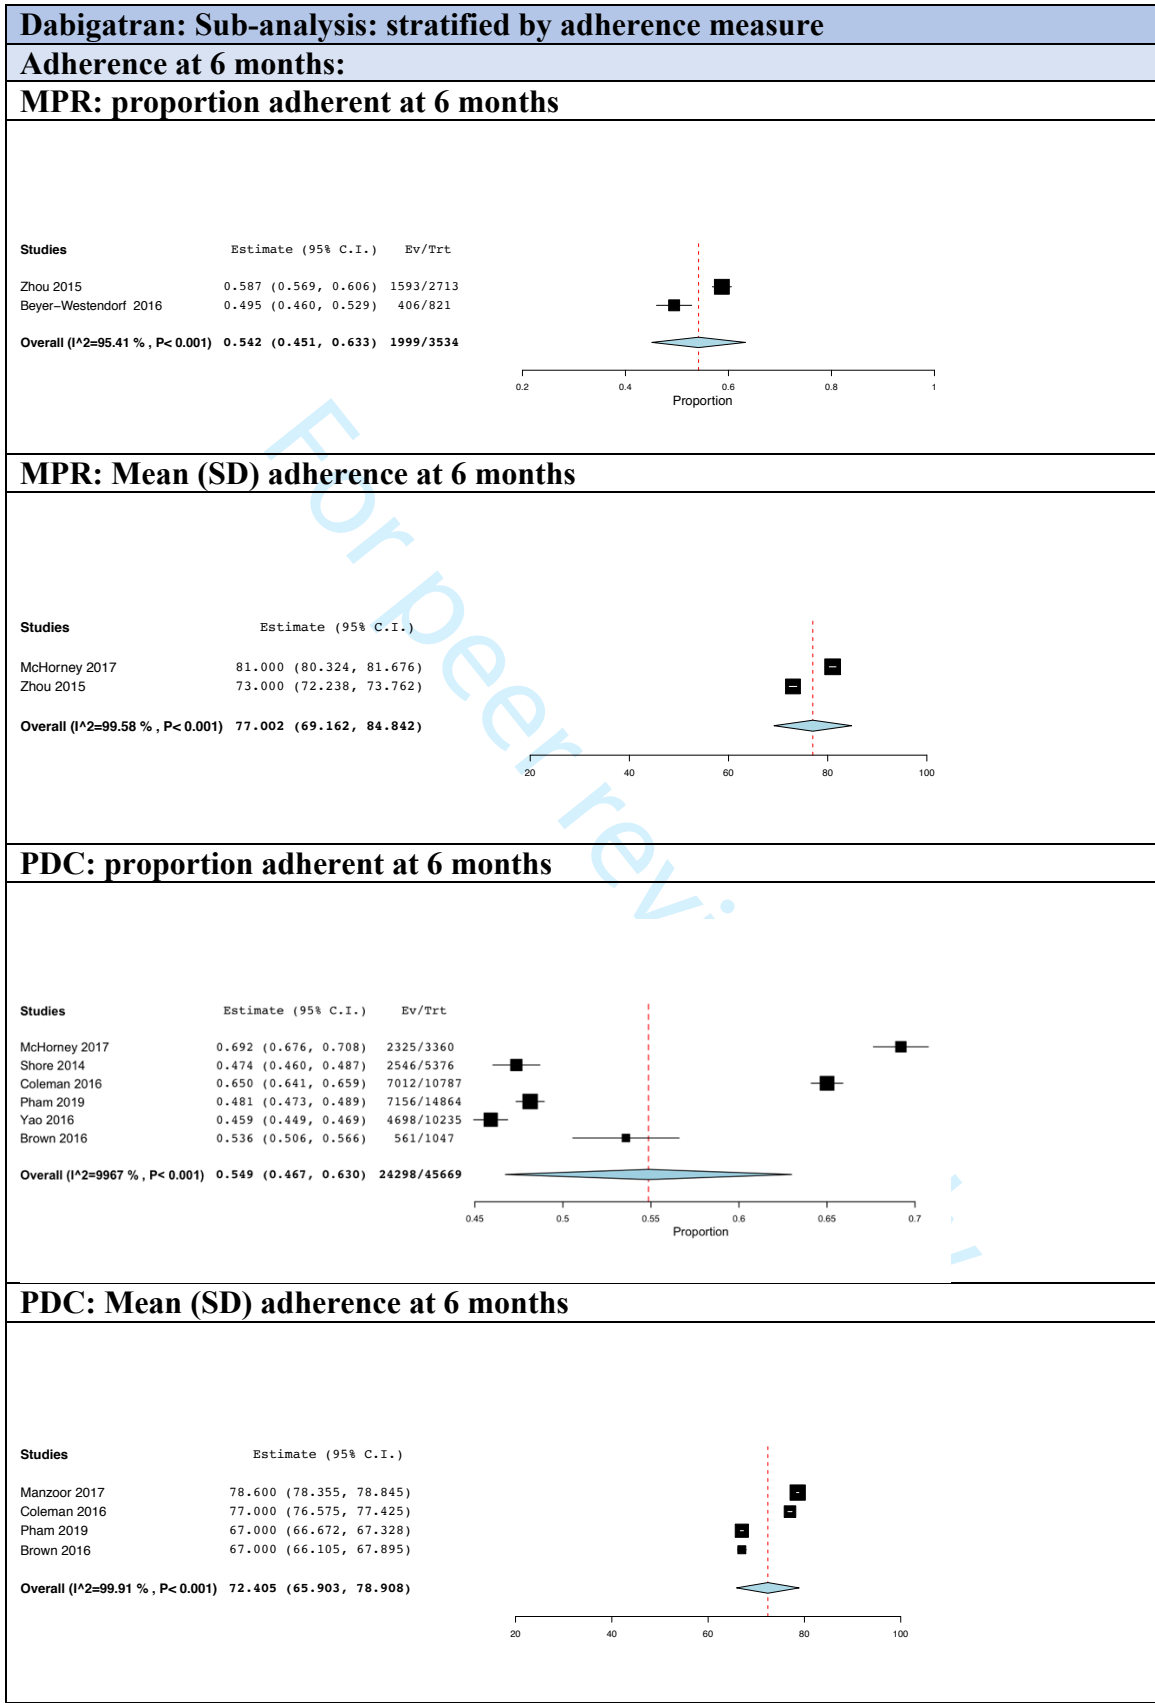 Dabigatran: Sub-analysis: stratified by adherence measure
Adherence at 6 months:
MPR: proportion adherent at 6 months
Studies Estimate (95% C.I.) Ev/Trt
Zhou 2015 0.587 (0.569, 0.606) 1593/2713
Beyer−Westendorf 2016 0.495 (0.460, 0.529) 406/821
Overall (I^2=95.41 % , P< 0.001) 0.542 (0.451, 0.633) 1999/3534
0.2 0.4 0.6 0.8 1
Proportion
MPR: Mean (SD) adherence at 6 months
Studies Estimate (95% C.I.)
McHorney 2017 81.000 (80.324, 81.676)
Zhou 2015 73.000 (72.238, 73.762)
Overall (I^2=99.58 % , P< 0.001) 77.002 (69.162, 84.842)
20 40 60 80 100
PDC: proportion adherent at 6 months
Studies Estimate (95% C.I.) Ev/Trt
McHorney 2017 0.692 (0.676, 0.708) 2325/3360
Shore 2014 0.474 (0.460, 0.487) 2546/5376
Coleman 2016 0.650 (0.641, 0.659) 7012/10787
Pham 2019 0.481 (0.473, 0.489) 7156/14864
Yao 2016 0.459 (0.449, 0.469) 4698/10235
Brown 2016 0.536 (0.506, 0.566) 561/1047
Overall (I^2=9967 % , P< 0.001) 0.549 (0.467, 0.630) 24298/45669
0.45 0.5 0.55 0.6 0.65 0.7
Proportion
PDC: Mean (SD) adherence at 6 months
Studies Estimate (95% C.I.)
Manzoor 2017 78.600 (78.355, 78.845)
Coleman 2016 77.000 (76.575, 77.425)
Pham 2019 67.000 (66.672, 67.328)
Brown 2016 67.000 (66.105, 67.895)
Overall (I^2=99.91 % , P< 0.001) 72.405 (65.903, 78.908)
20 40 60 80 100
For peer revi